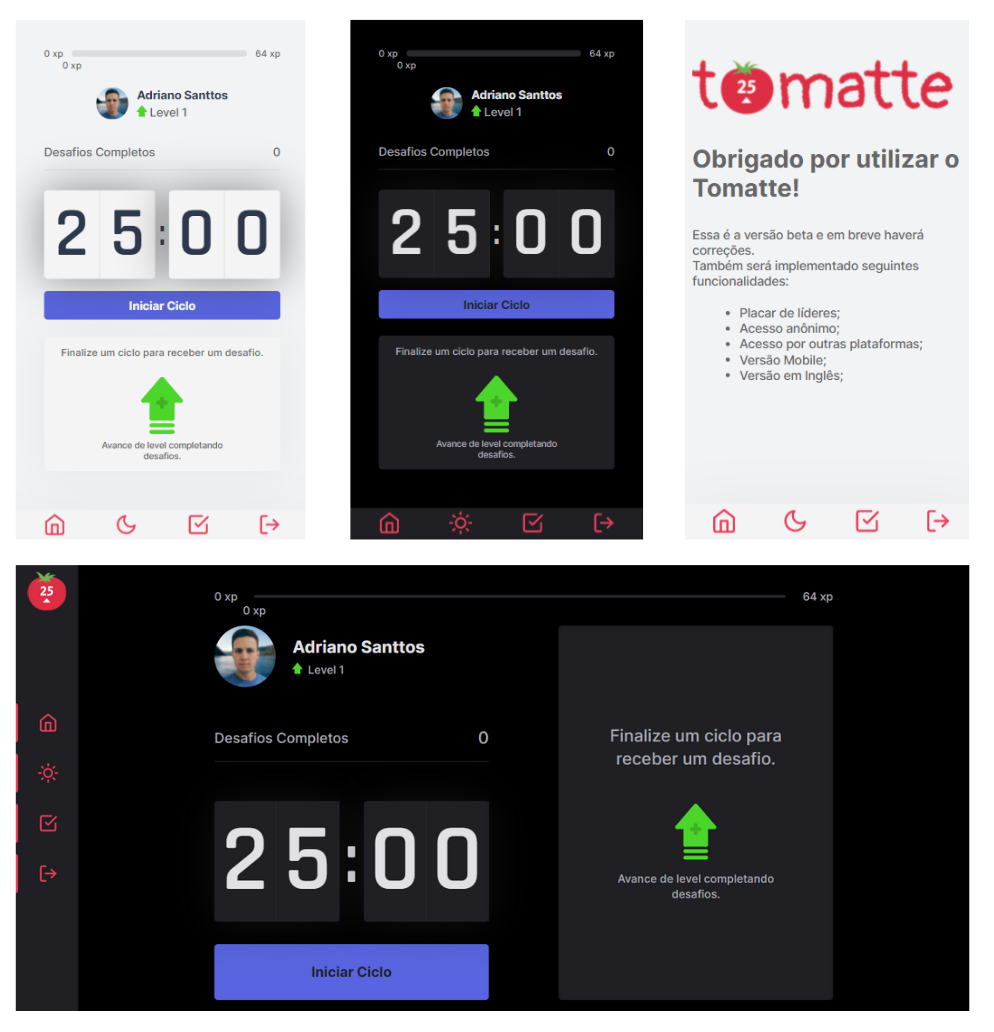 0 xp 64 xp
0 xp
Adriano Santtos
Level 1
Desafios Completos 0
25:00
Iniciar Ciclo
Finalize um ciclo para receber um desafio.
Avance de level completando
desafios.
0 xp 64 xp
0 xp
Adriano Santtos
Level 1
Desafios Completos 0
25:00
Iniciar Ciclo
Finalize um ciclo para receber um desafio.
Avance de level completando
desafios.
tomatte
25
Obrigado por utilizar o
Tomatte!
Essa é a versão beta e em breve haverá
correções.
Também será implementado seguintes
funcionalidades:
Placar de líderes;
Acesso anônimo;
Acesso por outras plataformas;
Versão Mobile;
Versão em Inglês;
25
0 xp 64 xp
0 xp
Adriano Santtos
Level 1
Desafios Completos 0
25:00
Iniciar Ciclo
Finalize um ciclo para
receber um desafio.
Avance de level completando
desafios.